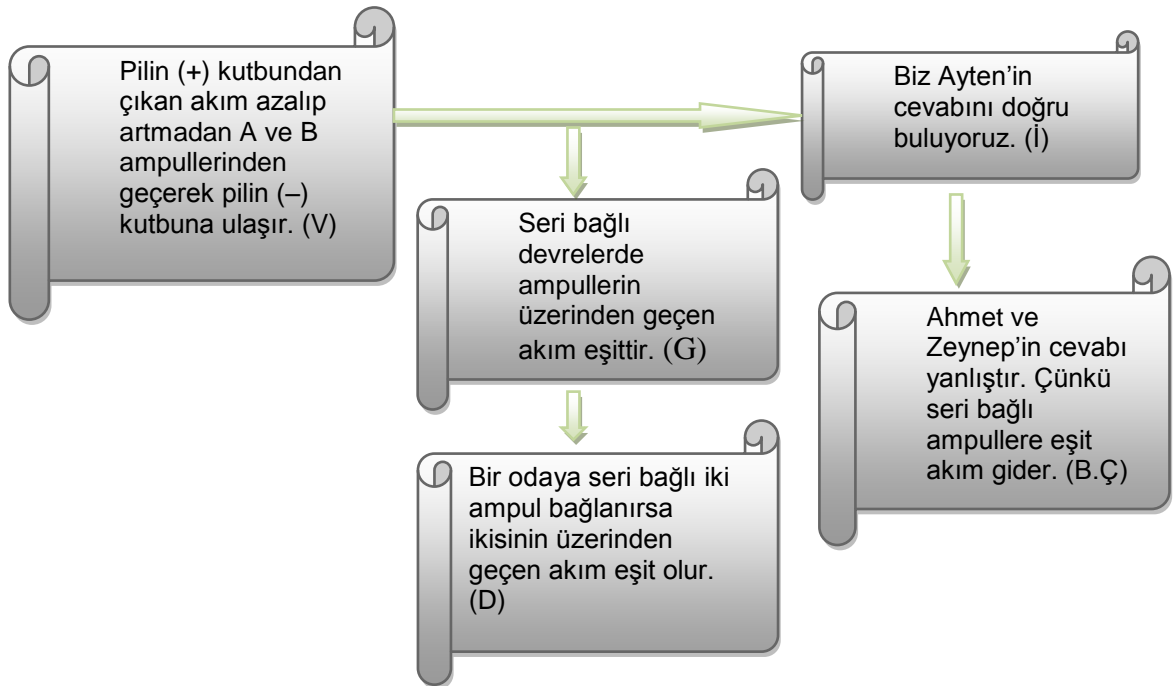 Pilin (+) kutbundan
çıkan akım azalıp
artmadan A ve B
ampullerinden
geçerek pilin (–)
kutbuna ulaşır. (V)
Biz Ayten’in
cevabını doğru
buluyoruz. (İ)
Seri bağlı
devrelerde
ampullerin
üzerinden geçen
akım eşittir. (G)
Ahmet ve
Zeynep’in cevabı
yanlıştır. Çünkü
seri bağlı
ampullere eşit
akım gider. (B.Ç)
Bir odaya seri bağlı iki
ampul bağlanırsa
ikisinin üzerinden
geçen akım eşit olur.
(D)